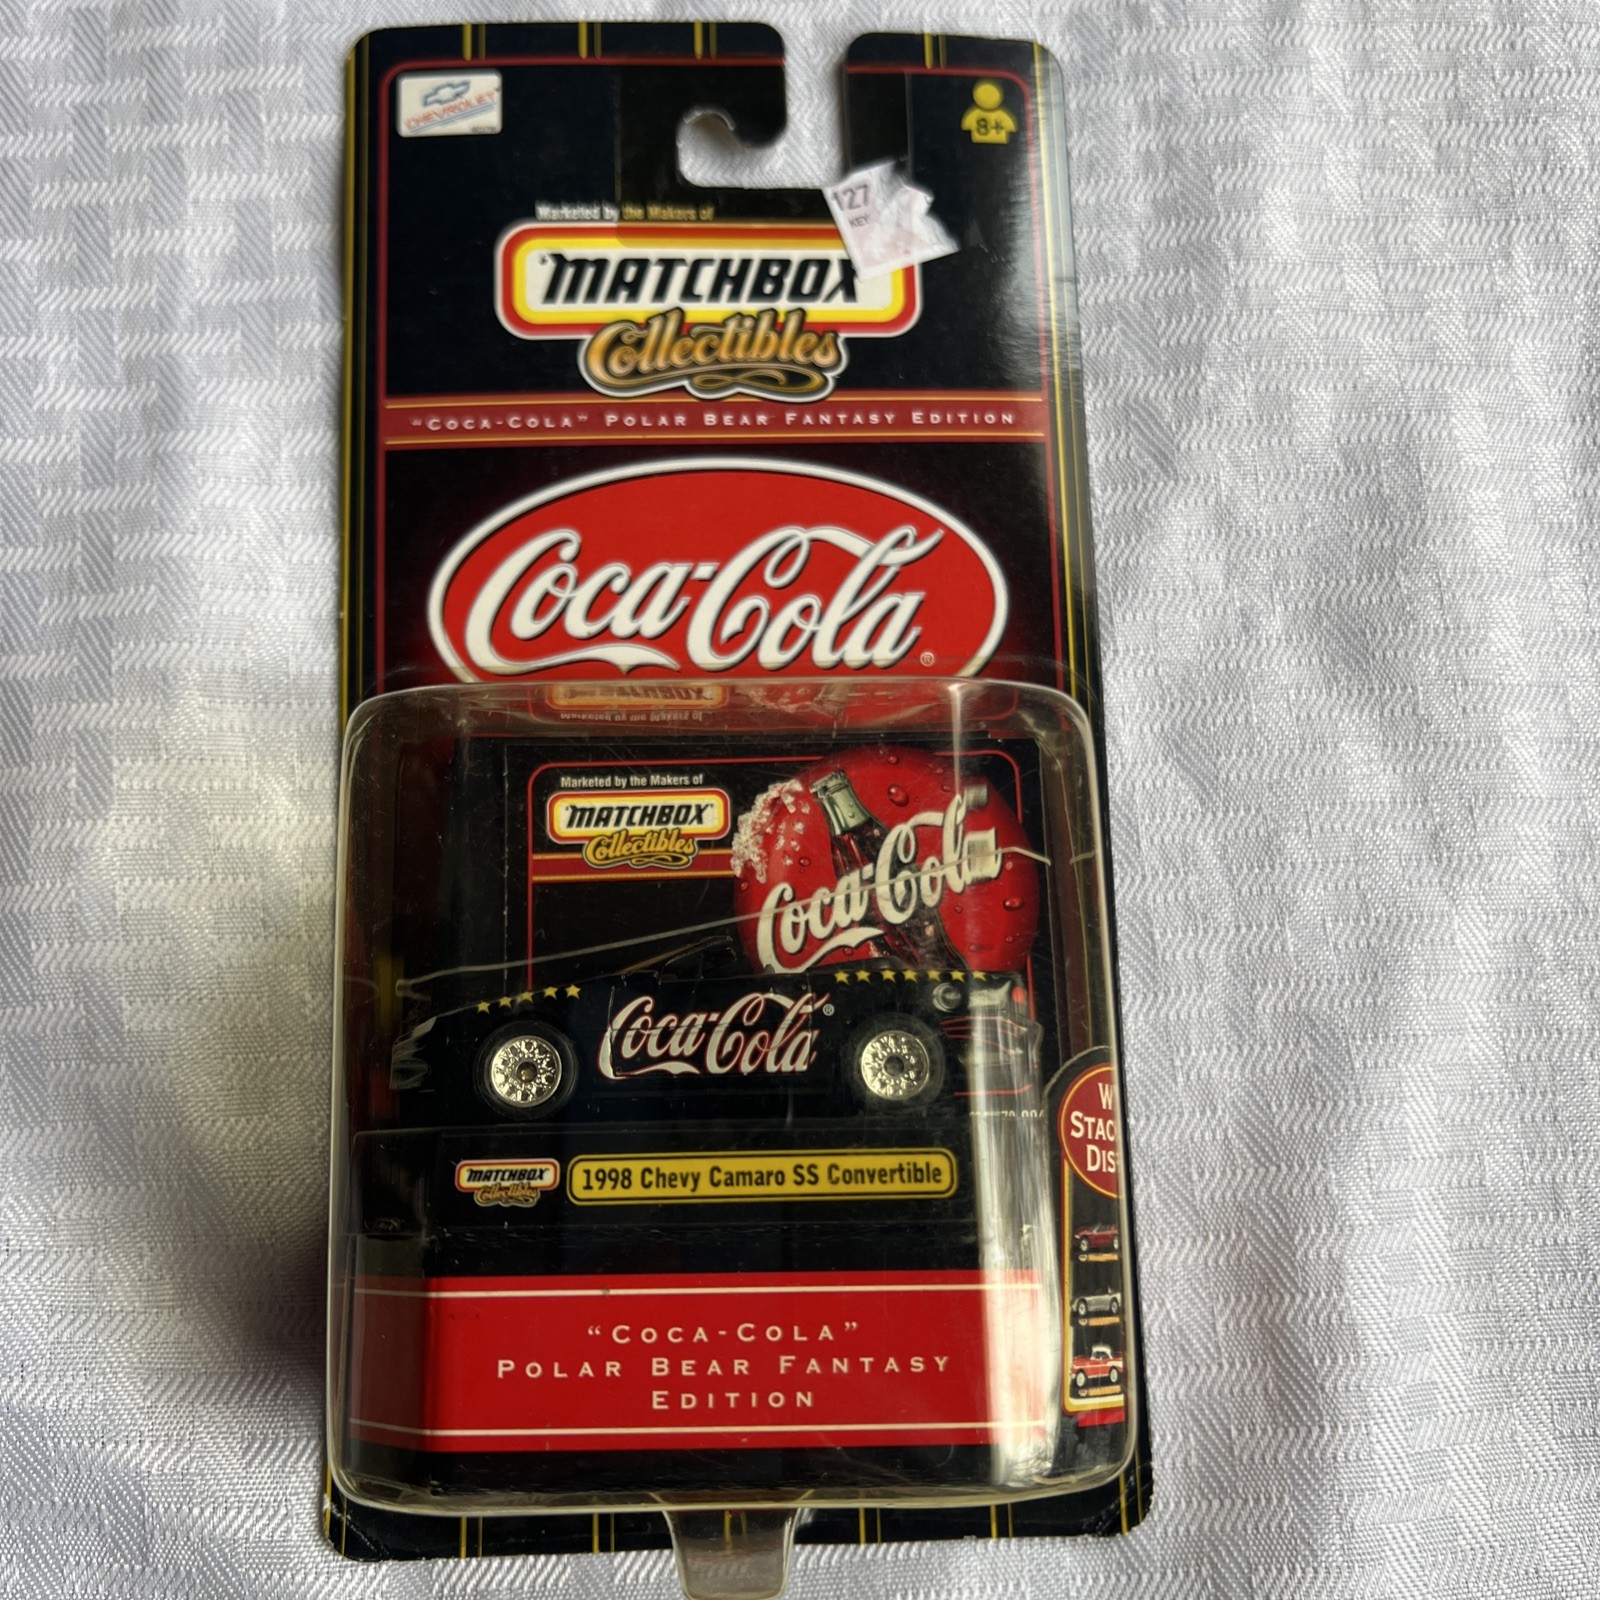 CHEVROLET
8+
127
KEY
Marketed by the Makers of
MATCHBOX
Collectibles
"COCA-COLA" POLAR BEAR FANTASY EDITION
Coca-Cola ®
Marketed by the Makers of
MATCHBOX
Collectibles
Coca-Cola
Coca-Cola ®
MATCHBOX
Collectibles
1998 Chevy Camaro SS Convertible
"COCA-COLA"
POLAR BEAR FANTASY
EDITION